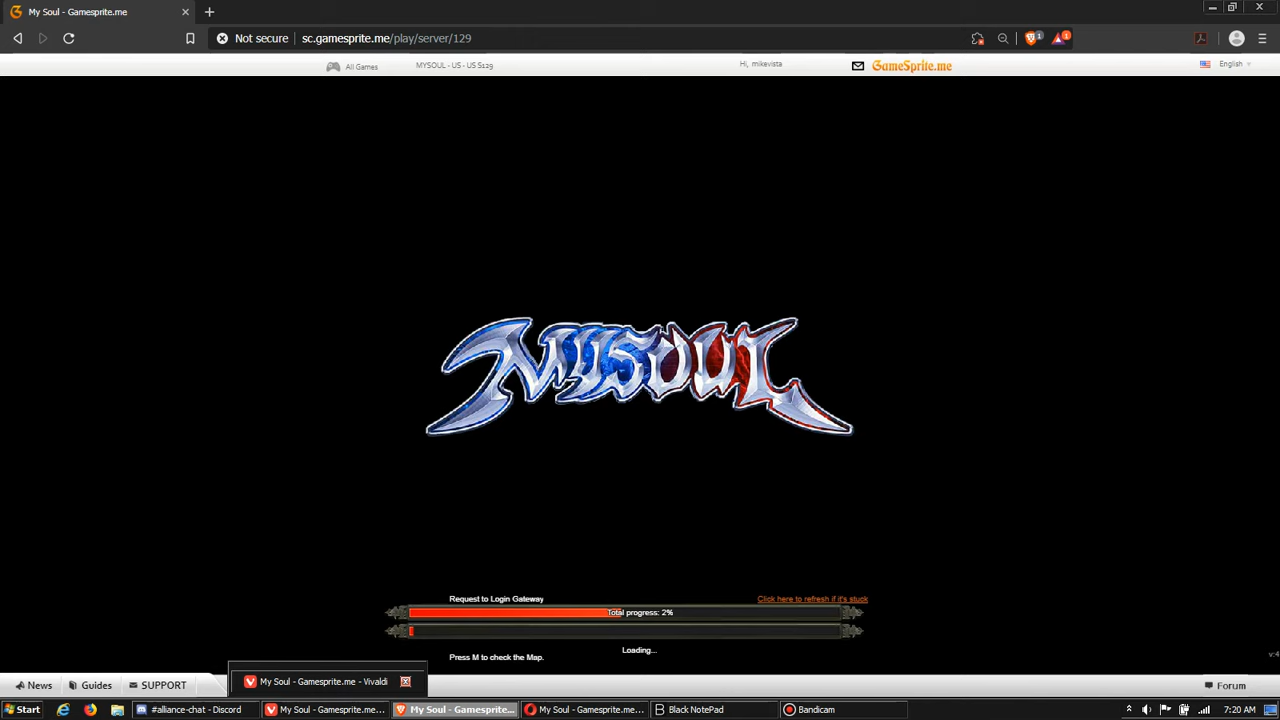 My Soul - Gamesprite.me
Not secure
sc.gamesprite.me/play/server/129
1
1
All Games
MYSOUL - US - US S129
Hi, mikevista
GameSprite.me
English
MYSOUL
Request to Login Gateway
Click here to refresh if it's stuck
Total progress: 2%
Loading...
Press M to check the Map.
v:4
My Soul - Gamesprite.me - Vivaldi
News
Guides
SUPPORT
Forum
Start
#alliance-chat - Discord
My Soul - Gamesprite.m...
My Soul - Gamesprite...
My Soul - Gamesprite.me...
Black NotePad
Bandicam
7:20 AM